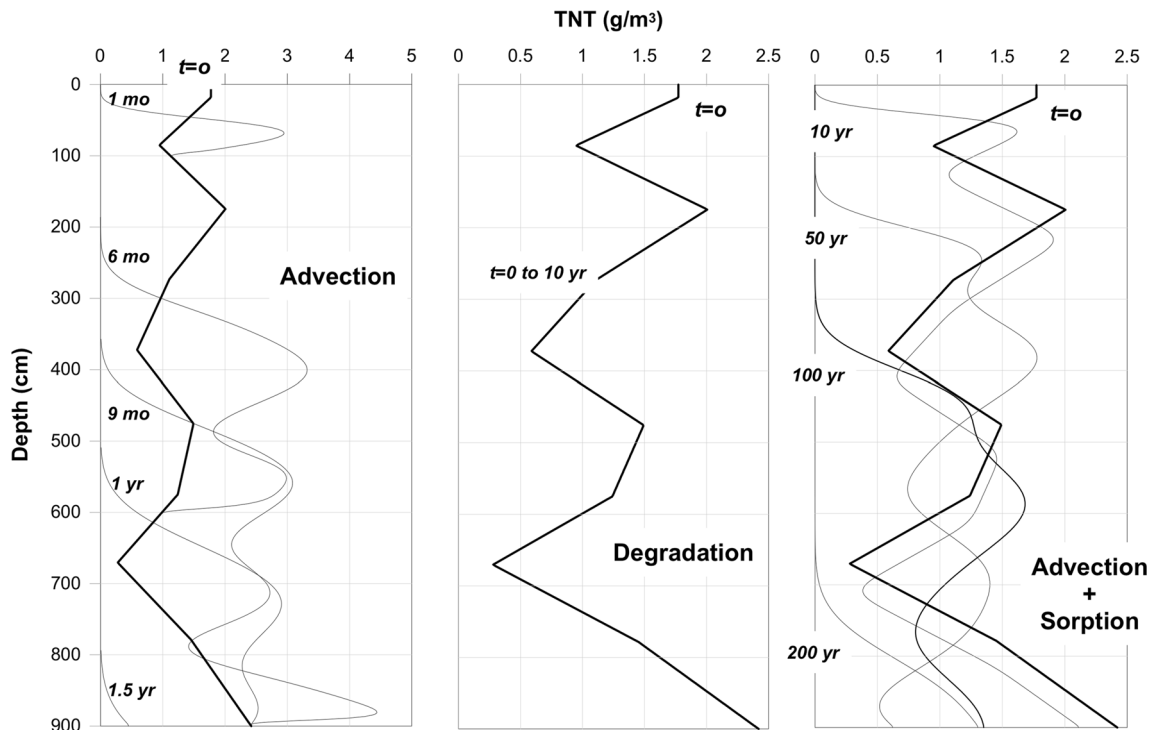 TNT (g/m³)
0 1 2 3 4 5
0 0.5 1 1.5 2 2.5
0 0.5 1 1.5 2 2.5
t=o
0
1 mo
t=o
t=o
10 yr
100
200
50 yr
6 mo
Advection
t=0 to 10 yr
300
Depth (cm)
400
100 yr
9 mo
500
1 yr
600
Degradation
Advection
+
Sorption
700
800
200 yr
1.5 yr
900